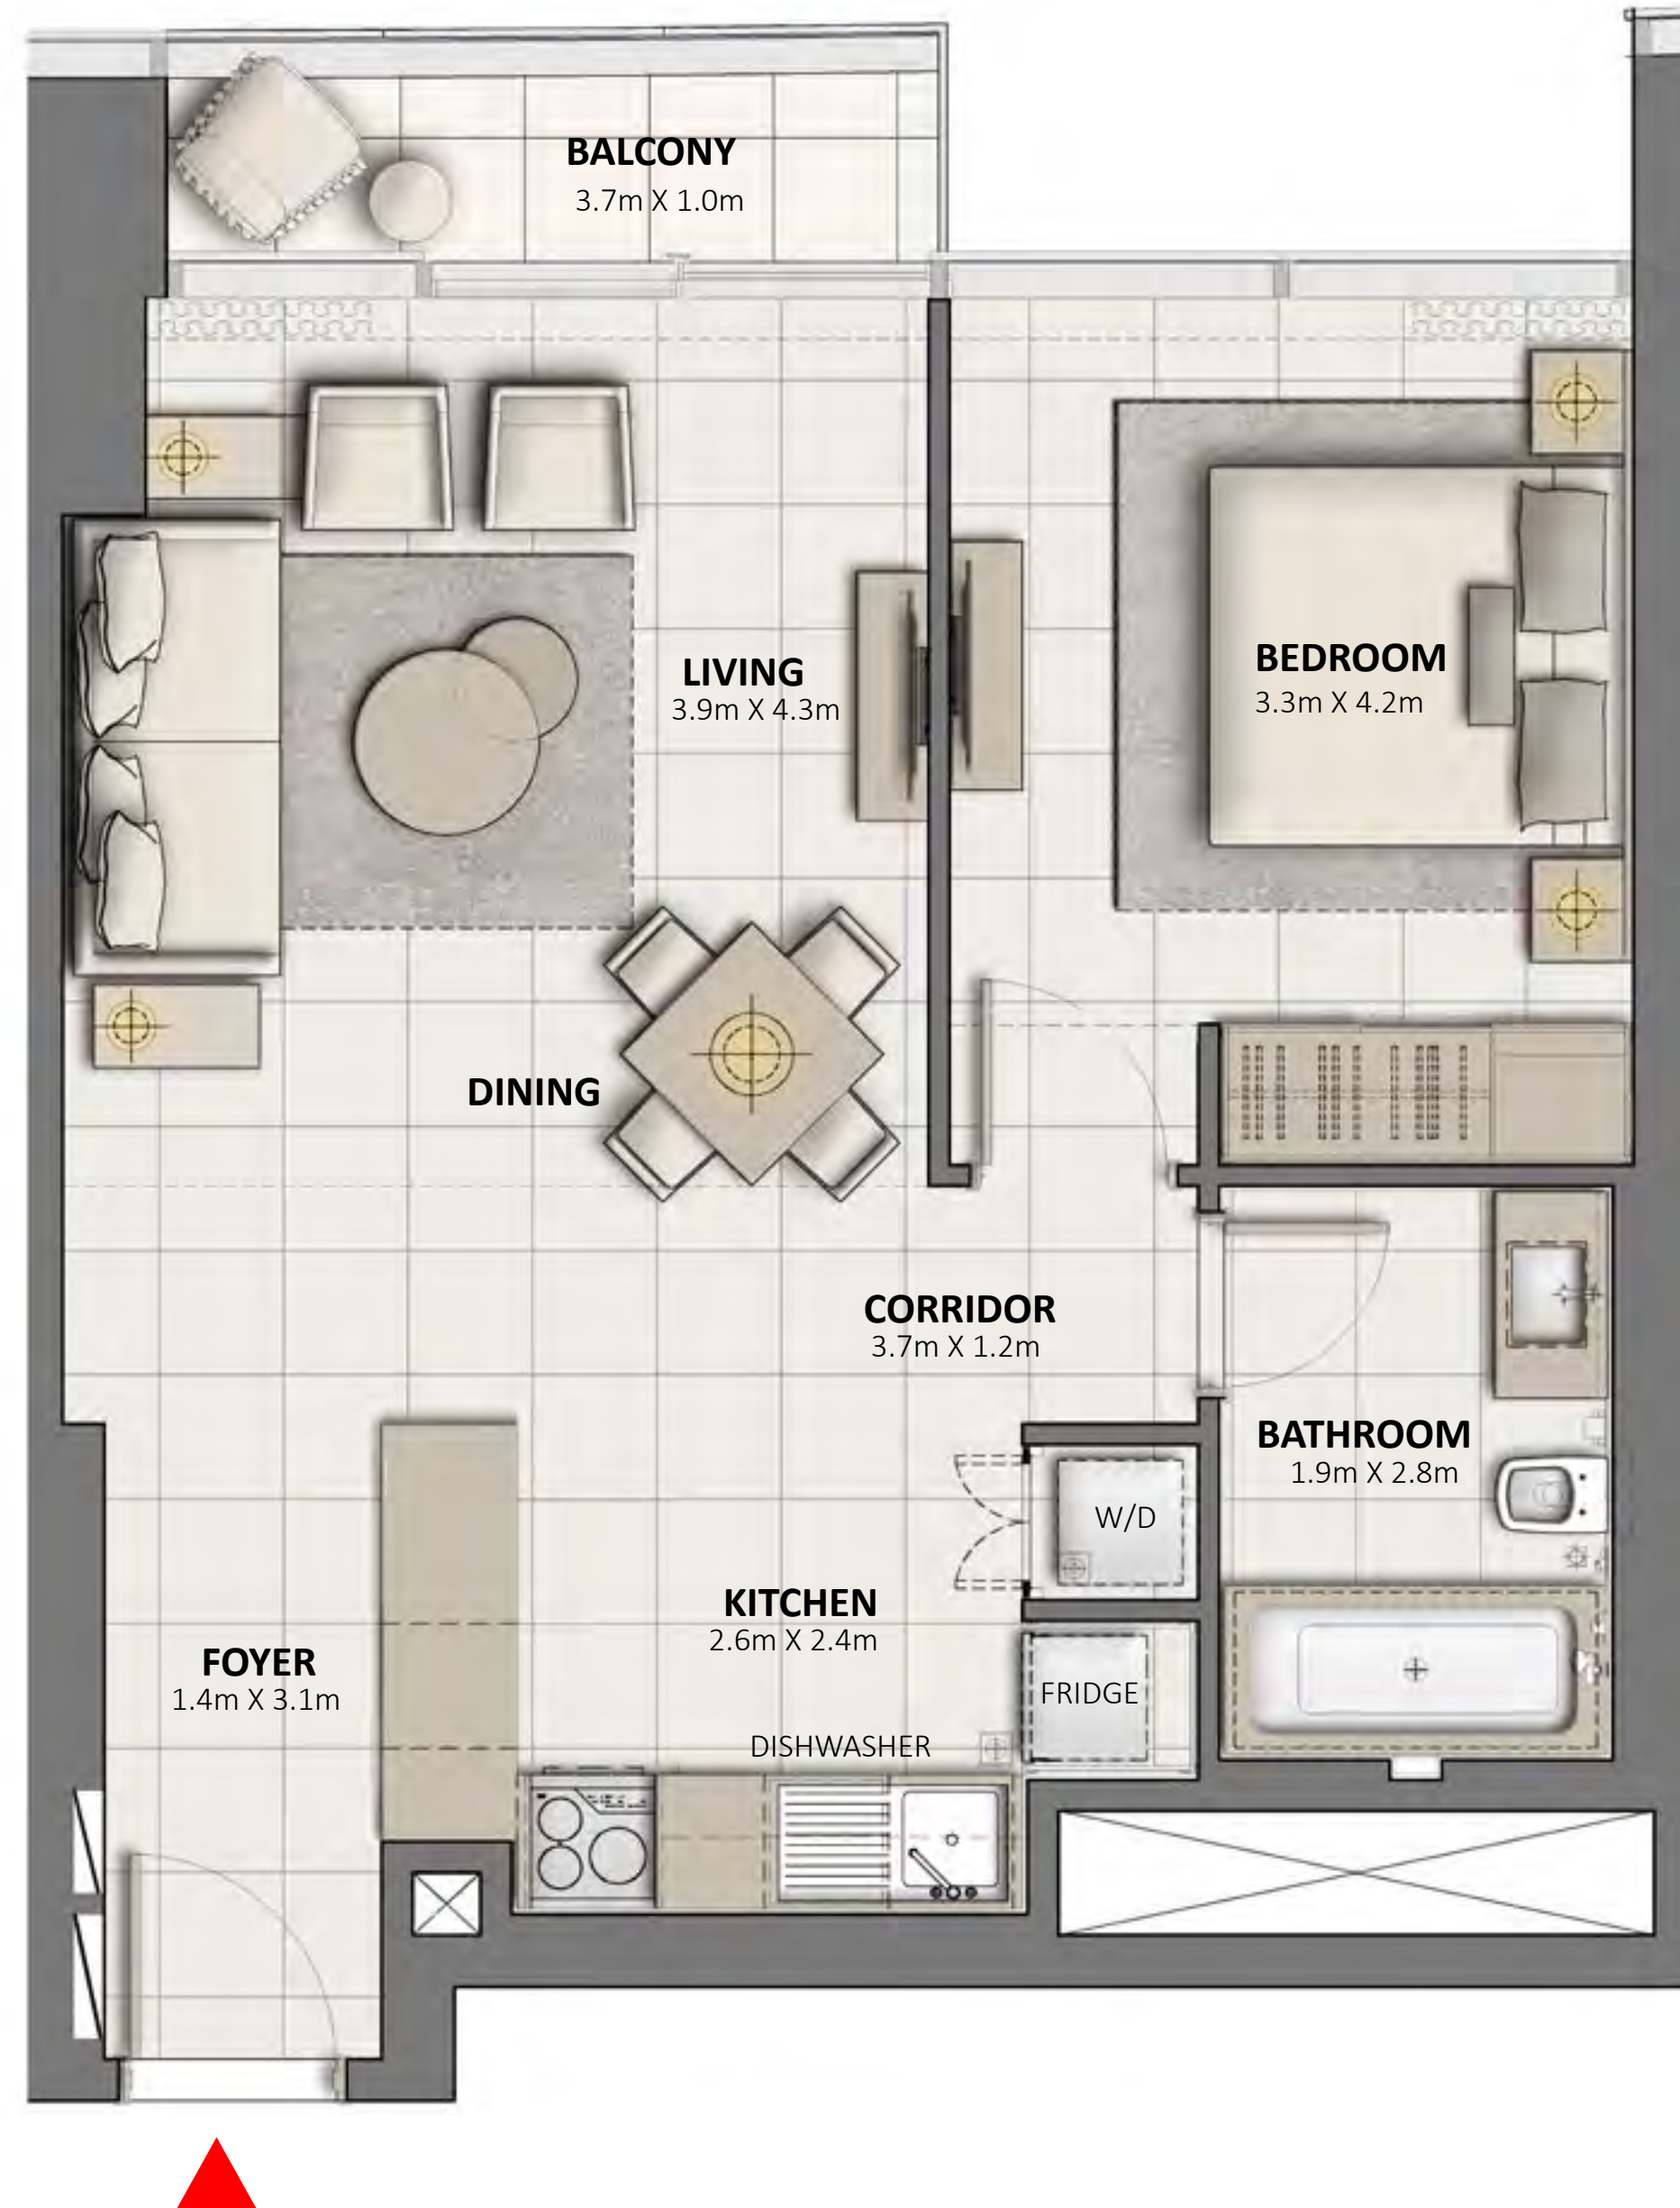 BALCONY
3.7m X 1.0m
LIVING
3.9m X 4.3m
BEDROOM
3.3m X 4.2m
DINING
CORRIDOR
3.7m X 1.2m
BATHROOM
1.9m X 2.8m
W/D
KITCHEN
2.6m X 2.4m
FOYER
1.4m X 3.1m
FRIDGE
DISHWASHER